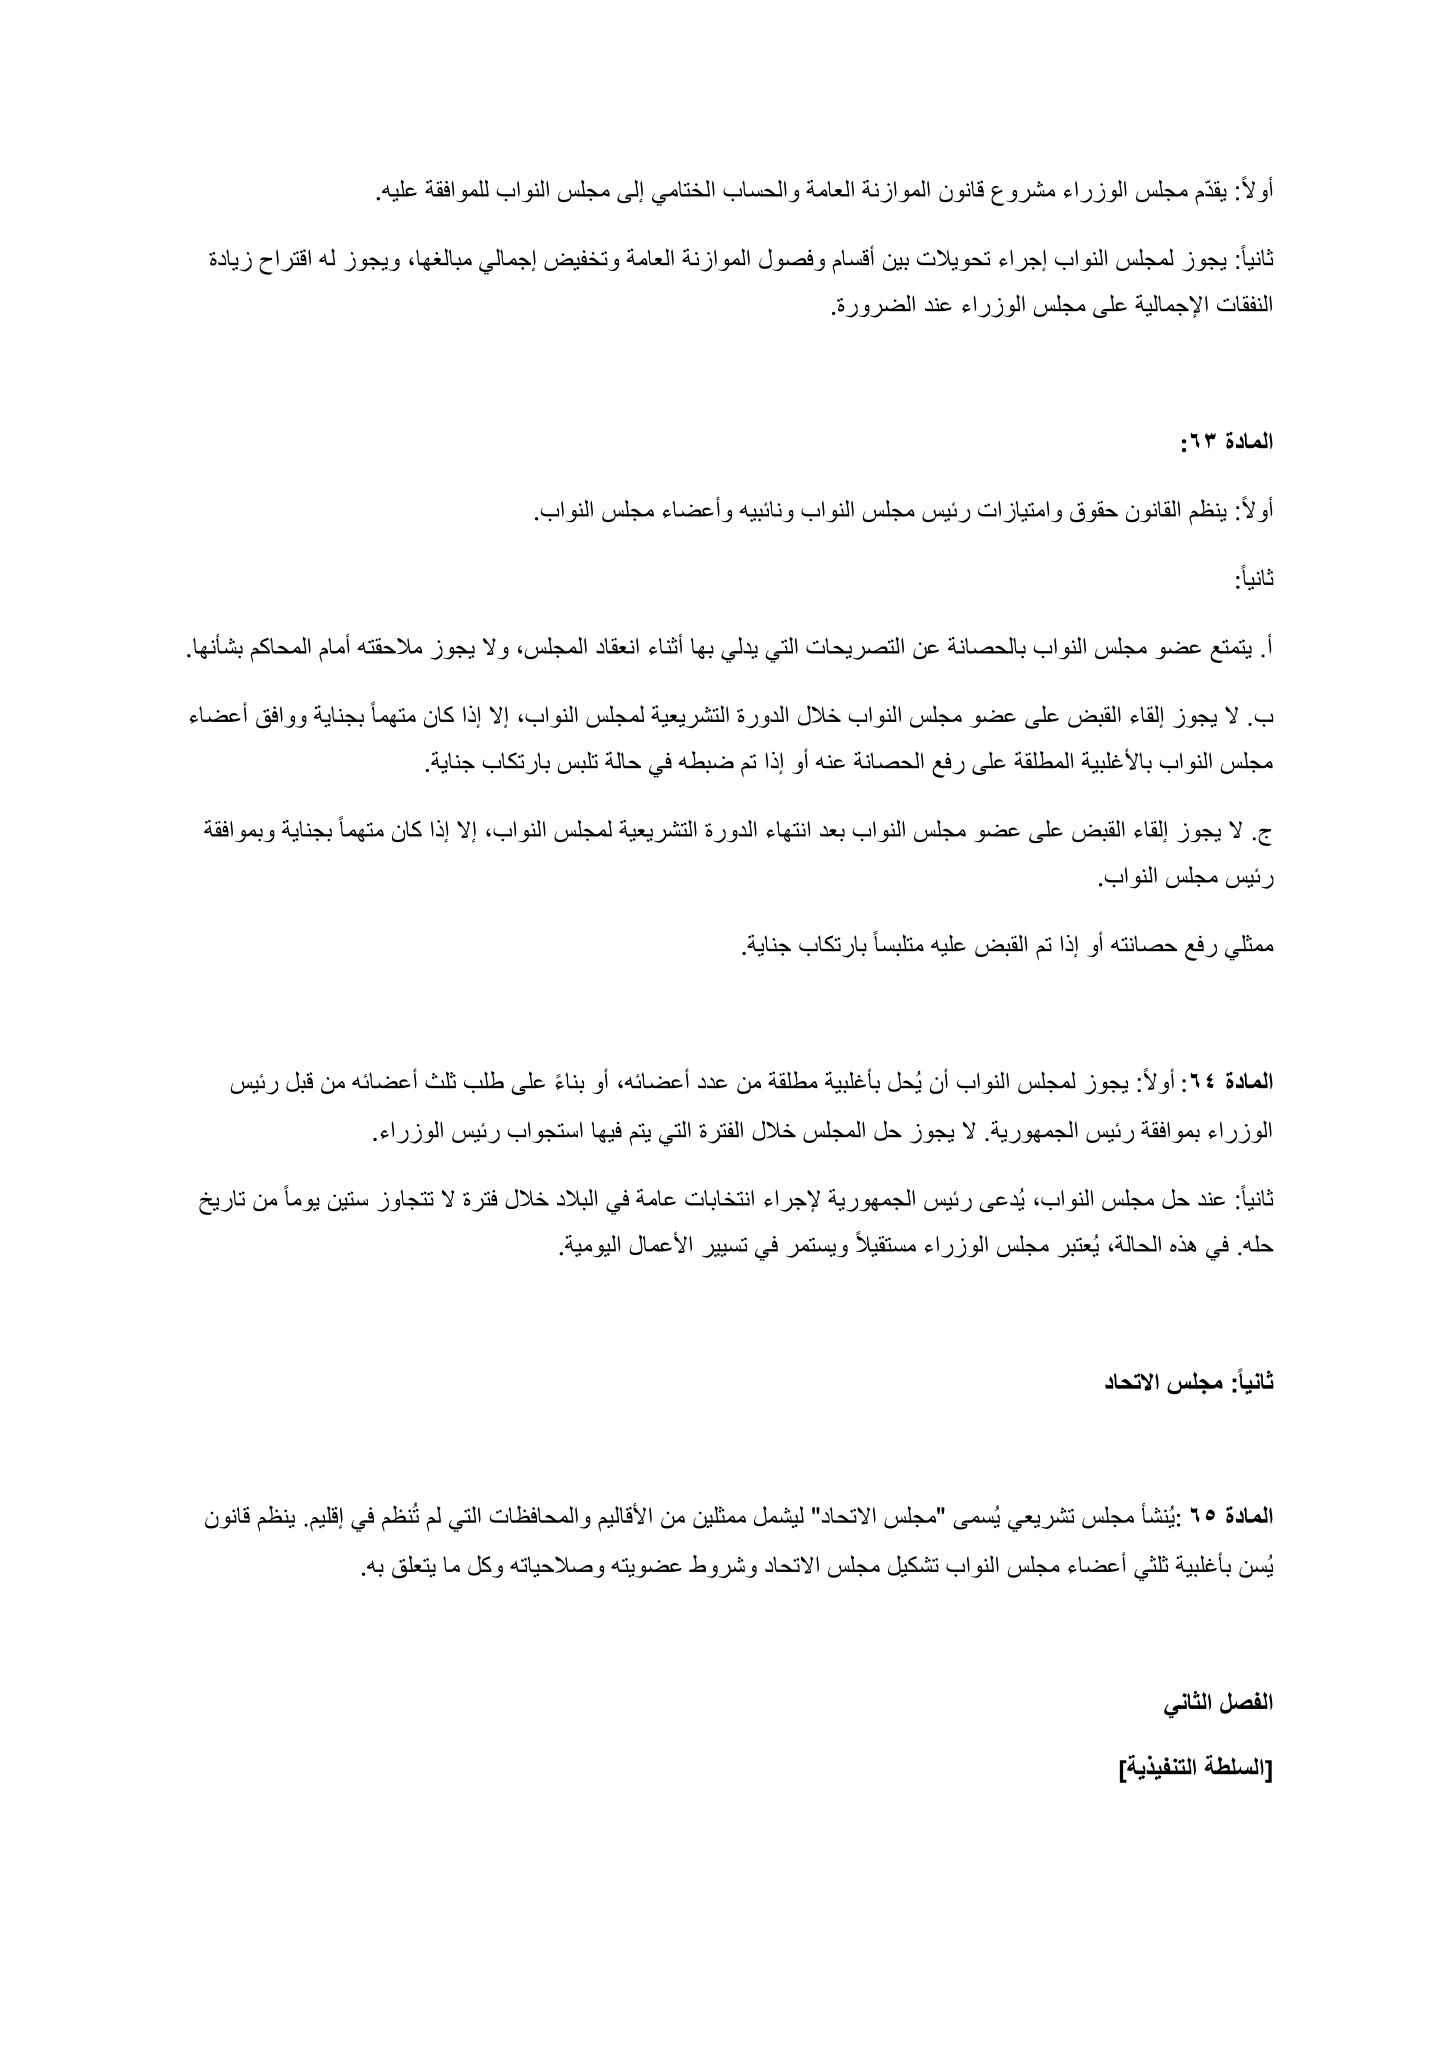 أولاً: يقدّم مجلس الوزراء مشروع قانون الموازنة العامة والحساب الختامي إلى مجلس النواب للموافقة عليه.
ثانياً: يجوز لمجلس النواب إجراء تحويلات بين أقسام وفصول الموازنة العامة وتخفيض إجمالي مبالغها، ويجوز له اقتراح زيادة
النفقات الإجمالية على مجلس الوزراء عند الضرورة.
المادة ٦٣:
أولاً: ينظم القانون حقوق وامتيازات رئيس مجلس النواب ونائبيه وأعضاء مجلس النواب.
ثانياً:
أ. يتمتع عضو مجلس النواب بالحصانة عن التصريحات التي يدلي بها أثناء انعقاد المجلس، ولا يجوز ملاحقته أمام المحاكم بشأنها.
ب. لا يجوز إلقاء القبض على عضو مجلس النواب خلال الدورة التشريعية لمجلس النواب، إلا إذا كان متهماً بجناية ووافق أعضاء
مجلس النواب بالأغلبية المطلقة على رفع الحصانة عنه أو إذا تم ضبطه في حالة تلبس بارتكاب جناية.
ج. لا يجوز إلقاء القبض على عضو مجلس النواب بعد انتهاء الدورة التشريعية لمجلس النواب، إلا إذا كان متهماً بجناية وبموافقة
رئيس مجلس النواب.
ممثلي رفع حصانته أو إذا تم القبض عليه متلبساً بارتكاب جناية.
المادة ٦٤: أولاً: يجوز لمجلس النواب أن يُحل بأغلبية مطلقة من عدد أعضائه، أو بناءً على طلب ثلث أعضائه من قبل رئيس
الوزراء بموافقة رئيس الجمهورية. لا يجوز حل المجلس خلال الفترة التي يتم فيها استجواب رئيس الوزراء.
ثانياً: عند حل مجلس النواب، يُدعى رئيس الجمهورية لإجراء انتخابات عامة في البلاد خلال فترة لا تتجاوز ستين يوماً من تاريخ
حله. في هذه الحالة، يُعتبر مجلس الوزراء مستقيلاً ويستمر في تسيير الأعمال اليومية.
ثانياً: مجلس الاتحاد
المادة ٦٥ :يُنشأ مجلس تشريعي يُسمى "مجلس الاتحاد" ليشمل ممثلين من الأقاليم والمحافظات التي لم تُنظم في إقليم. ينظم قانون
يُسن بأغلبية ثلثي أعضاء مجلس النواب تشكيل مجلس الاتحاد وشروط عضويته وصلاحياته وكل ما يتعلق به.
الفصل الثاني
[السلطة التنفيذية]